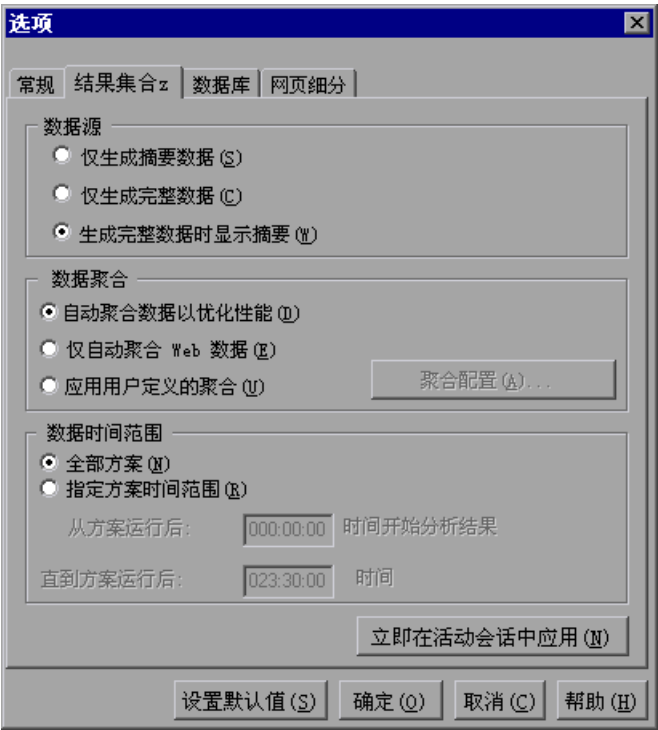 选项
常规 结果集合z 数据库 网页细分
数据源
仅生成摘要数据(S)
仅生成完整数据(C)
生成完整数据时显示摘要(W)
数据聚合
自动聚合数据以优化性能(D)
仅自动聚合 Web 数据(E)
应用用户定义的聚合(U) 聚合配置(A)...
数据时间范围
全部方案(N)
指定方案时间范围(R)
从方案运行后: 000:00:00 时间开始分析结果
直到方案运行后: 023:30:00 时间
立即在活动会话中应用(N)
设置默认值(S) 确定(O) 取消(C) 帮助(H)